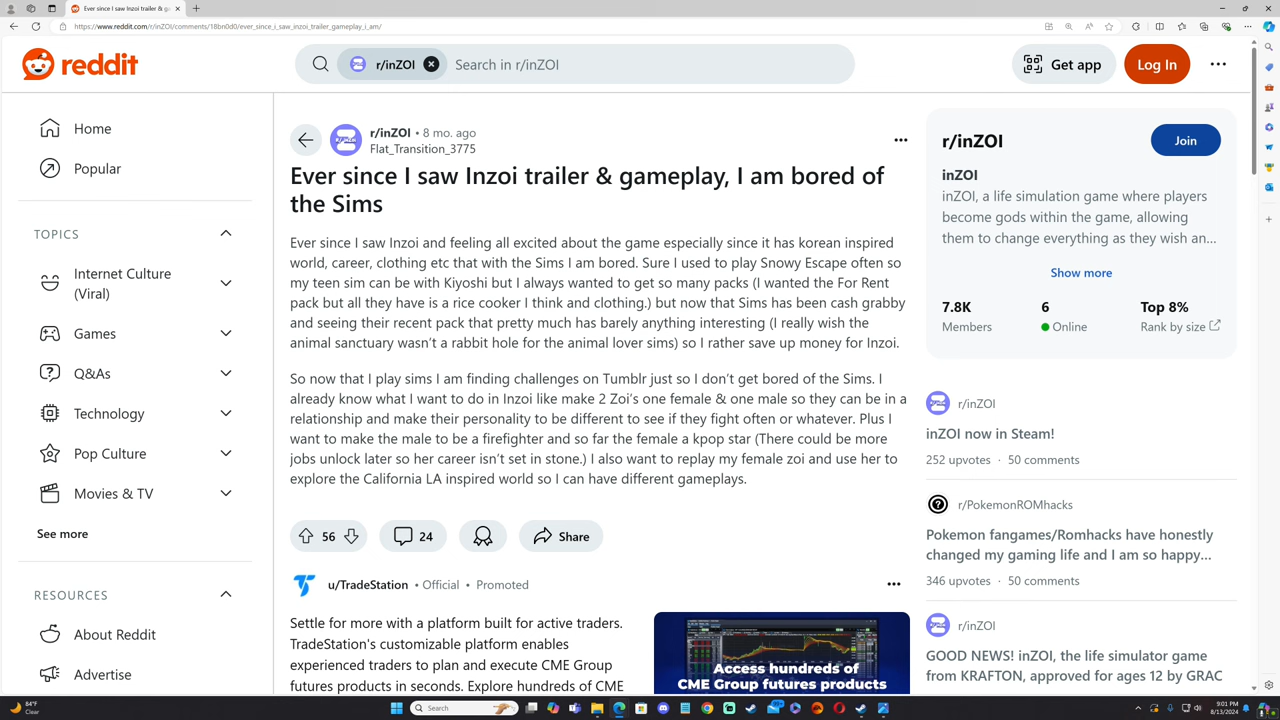 Ever since I saw Inzoi trailer & g
https://www.reddit.com/r/inZOI/comments/18bn0d0/ever_since_i_saw_inzoi_trailer_gameplay_i_am/
reddit
r/inZOI
Search in r/inZOI
Get app
Log In
Home
Popular
TOPICS
Internet Culture
(Viral)
Games
Q&As
Technology
Pop Culture
Movies & TV
See more
RESOURCES
About Reddit
Advertise
r/inZOI • 8 mo. ago
Flat_Transition_3775
Ever since I saw Inzoi trailer & gameplay, I am bored of
the Sims
Ever since I saw Inzoi and feeling all excited about the game especially since it has korean inspired
world, career, clothing etc that with the Sims I am bored. Sure I used to play Snowy Escape often so
my teen sim can be with Kiyoshi but I always wanted to get so many packs (I wanted the For Rent
pack but all they have is a rice cooker I think and clothing.) but now that Sims has been cash grabby
and seeing their recent pack that pretty much has barely anything interesting (I really wish the
animal sanctuary wasn't a rabbit hole for the animal lover sims) so I rather save up money for Inzoi.
So now that I play sims I am finding challenges on Tumblr just so I don't get bored of the Sims. I
already know what I want to do in Inzoi like make 2 Zoi's one female & one male so they can be in a
relationship and make their personality to be different to see if they fight often or whatever. Plus I
want to make the male to be a firefighter and so far the female a kpop star (There could be more
jobs unlock later so her career isn't set in stone.) I also want to replay my female zoi and use her to
explore the California LA inspired world so I can have different gameplays.
56
24
Share
u/TradeStation • Official • Promoted
Settle for more with a platform built for active traders.
TradeStation's customizable platform enables
experienced traders to plan and execute CME Group
futures products in seconds. Explore hundreds of CME
Access hundreds of
CME Group futures products
r/inZOI
Join
inZOI
inZOI, a life simulation game where players
become gods within the game, allowing
them to change everything as they wish an...
Show more
7.8K
Members
6
Online
Top 8%
Rank by size
r/inZOI
inZOI now in Steam!
252 upvotes · 50 comments
r/PokemonROMhacks
Pokemon fangames/Romhacks have honestly
changed my gaming life and I am so happy...
346 upvotes · 50 comments
r/inZOI
GOOD NEWS! inZOI, the life simulator game
from KRAFTON, approved for ages 12 by GRAC
84°F
Clear
Search
9:01 PM
8/13/2024